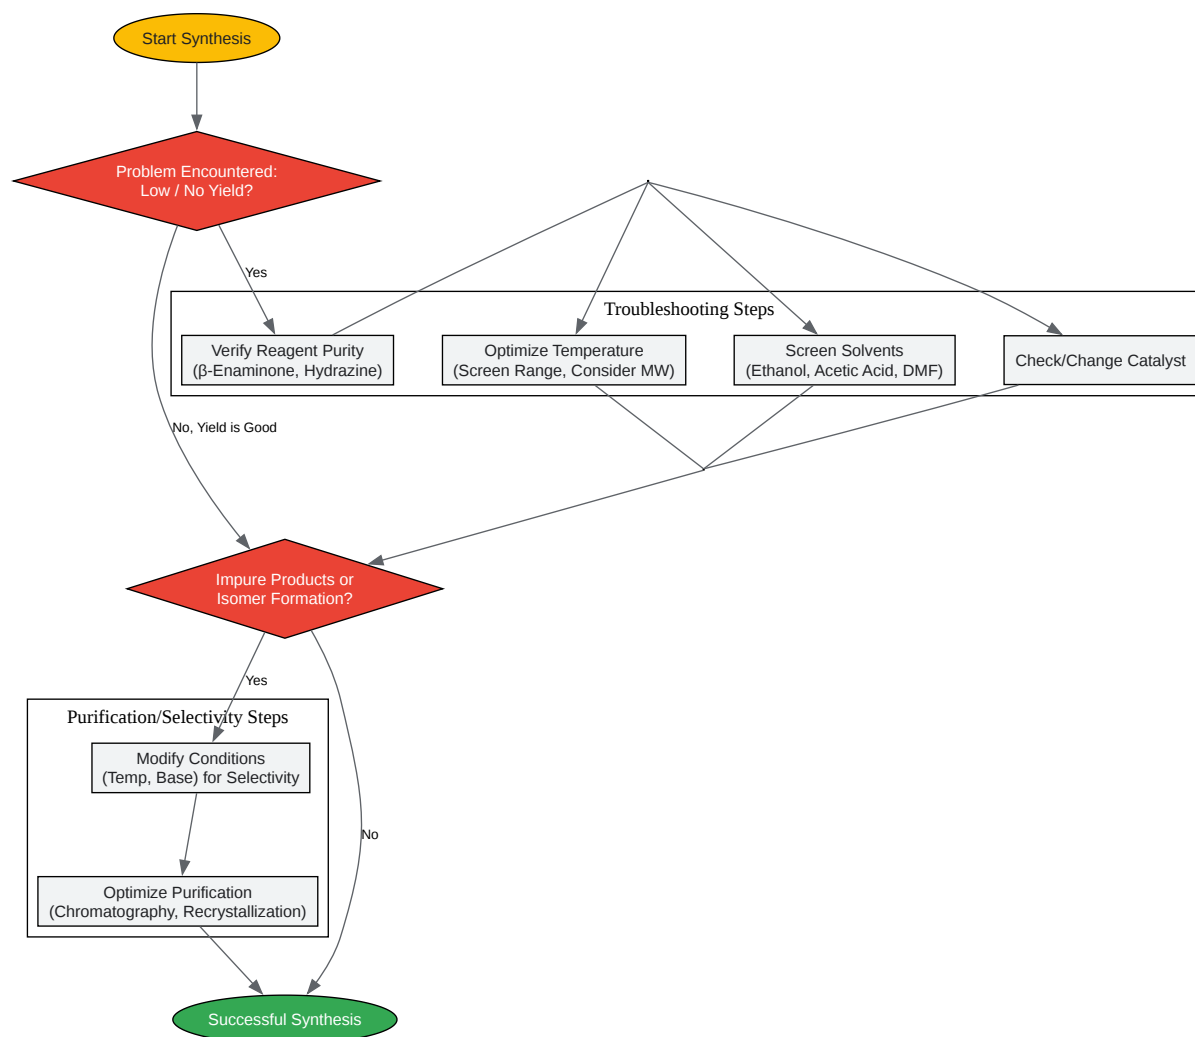 Start Synthesis
Problem Encountered:
Low / No Yield?
Yes
Troubleshooting Steps
Verify Reagent Purity
(β-Enaminone, Hydrazine)
Optimize Temperature
(Screen Range, Consider MW)
Screen Solvents
(Ethanol, Acetic Acid, DMF)
Check/Change Catalyst
No, Yield is Good
Impure Products or
Isomer Formation?
Yes
Purification/Selectivity Steps
Modify Conditions
(Temp, Base) for Selectivity
No
Optimize Purification
(Chromatography, Recrystallization)
Successful Synthesis